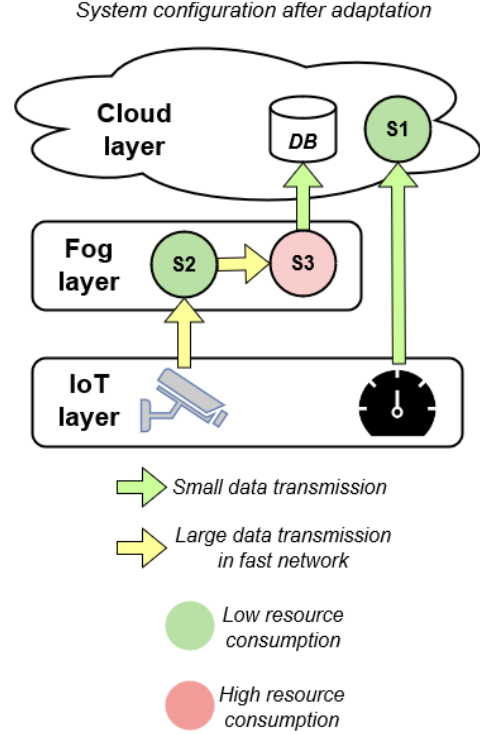 System configuration after adaptation
Cloud
layer
DB
S1
Fog
layer
S2
S3
IoT
layer
Small data transmission
Large data transmission
in fast network
Low resource
consumption
High resource
consumption